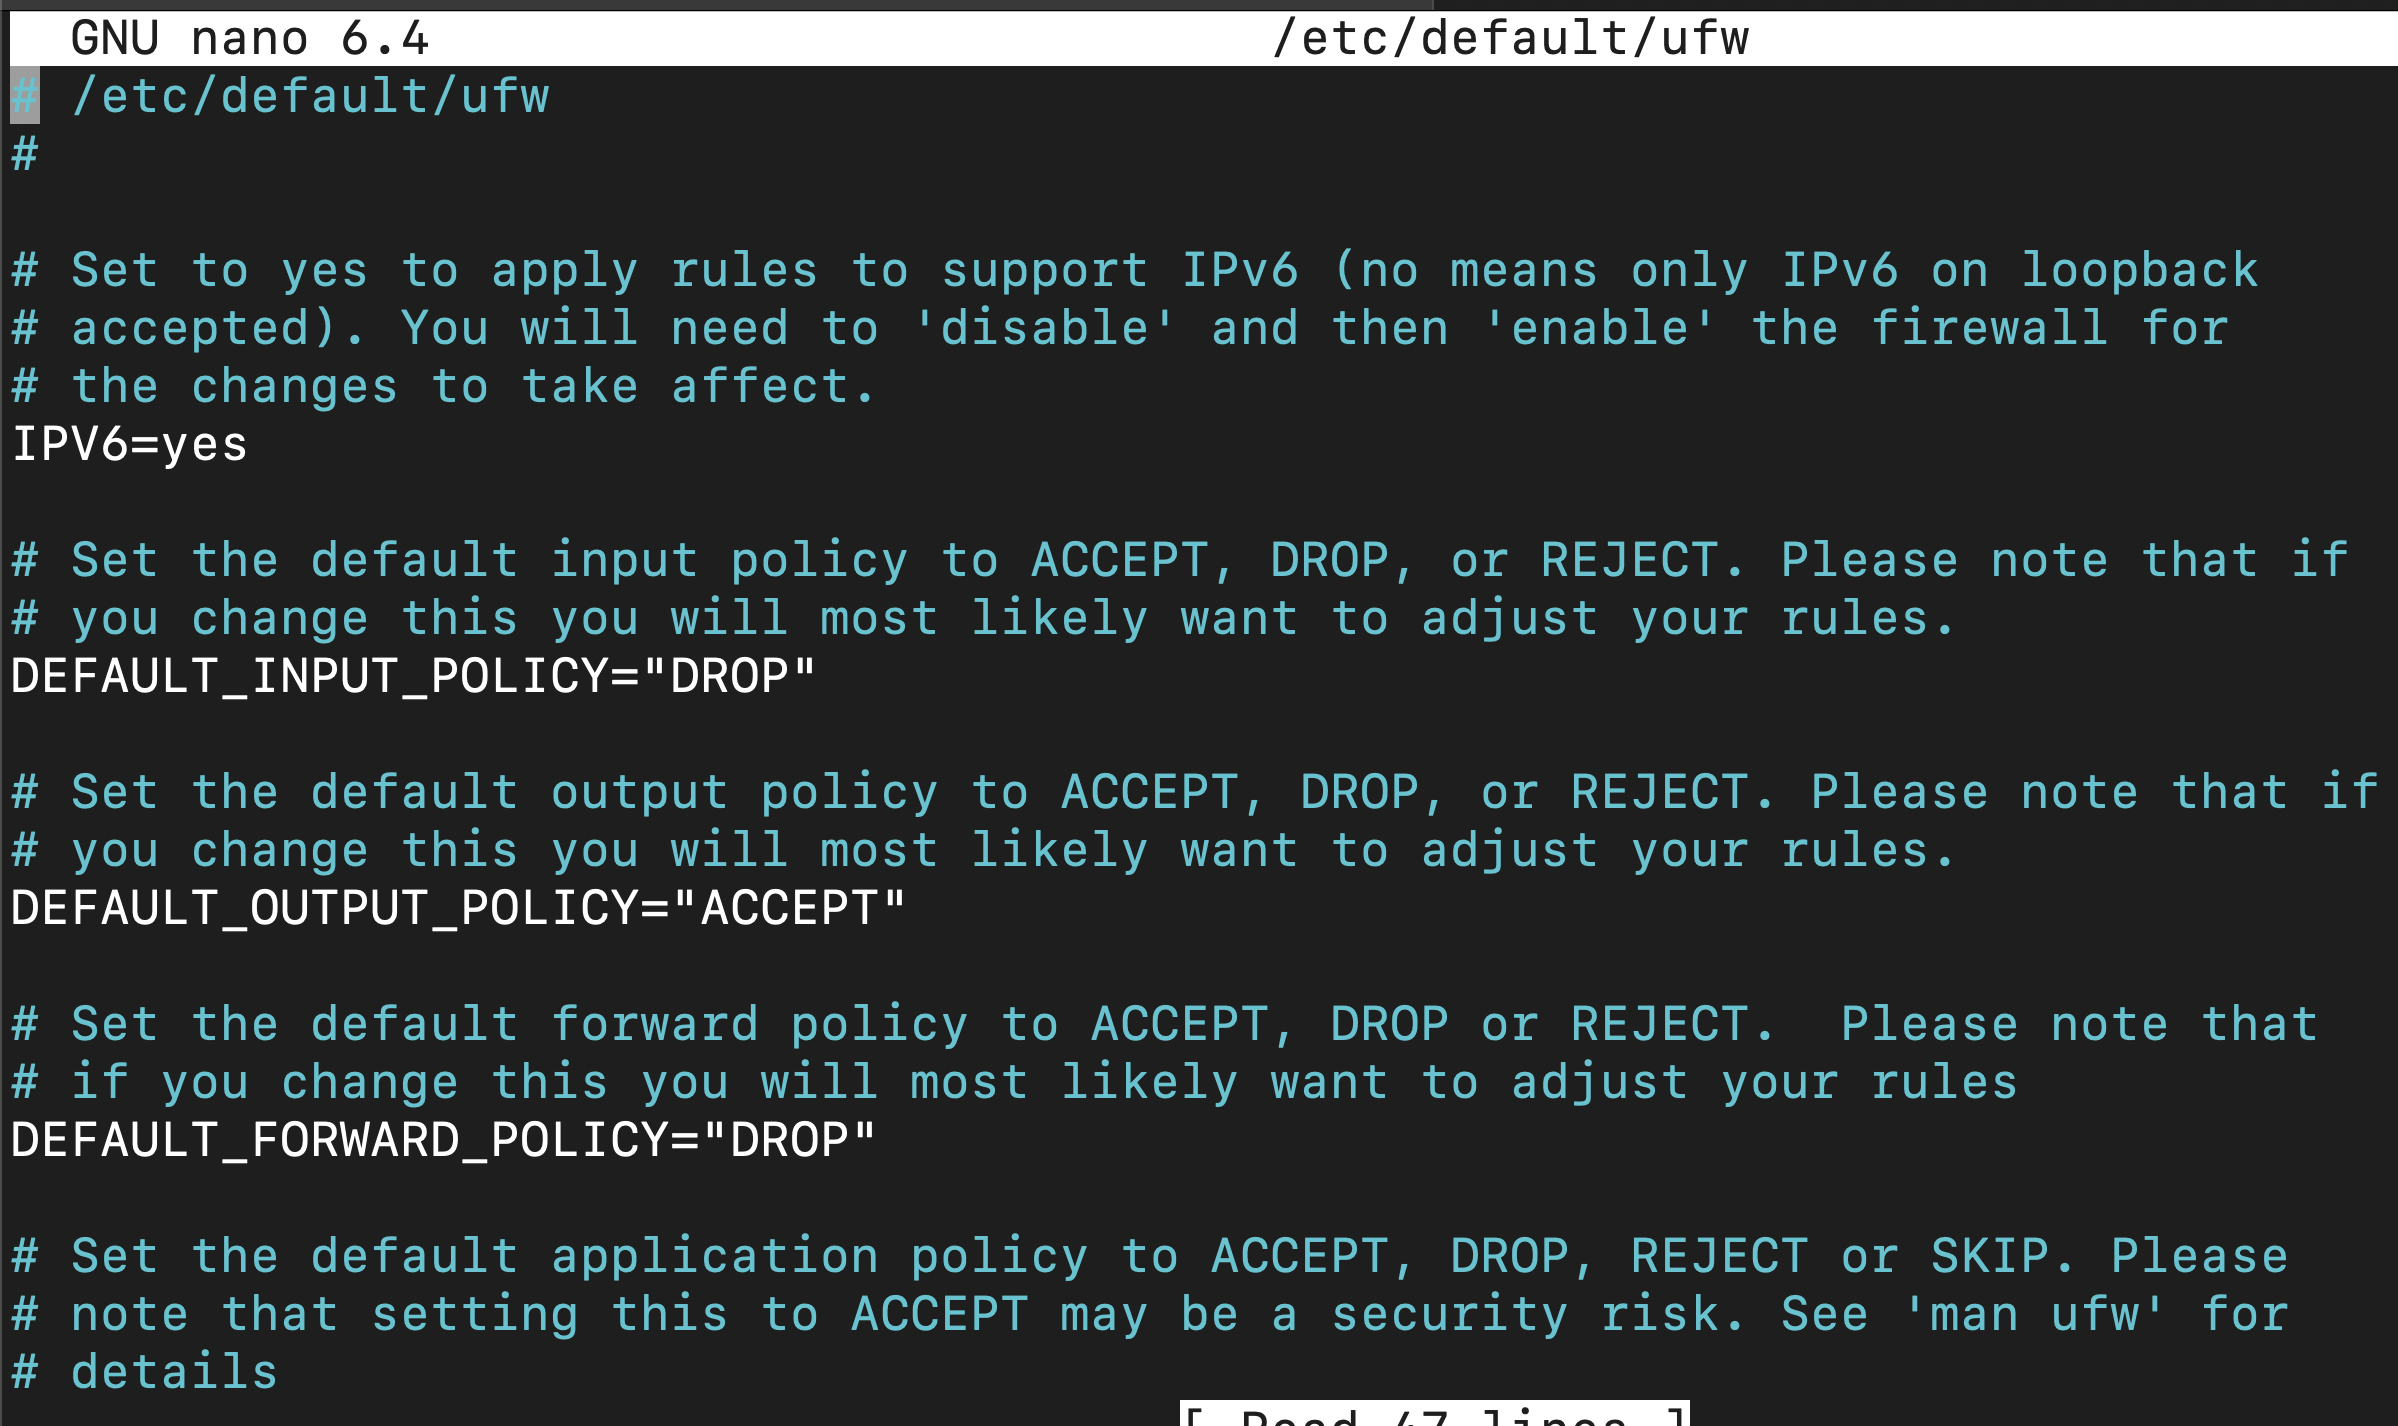 GNU nano 6.4 /etc/default/ufw
# /etc/default/ufw
#
# Set to yes to apply rules to support IPv6 (no means only IPv6 on loopback
# accepted). You will need to 'disable' and then 'enable' the firewall for
# the changes to take affect.
IPV6=yes
# Set the default input policy to ACCEPT, DROP, or REJECT. Please note that if
# you change this you will most likely want to adjust your rules.
DEFAULT_INPUT_POLICY="DROP"
# Set the default output policy to ACCEPT, DROP, or REJECT. Please note that if
# you change this you will most likely want to adjust your rules.
DEFAULT_OUTPUT_POLICY="ACCEPT"
# Set the default forward policy to ACCEPT, DROP or REJECT.  Please note that
# if you change this you will most likely want to adjust your rules
DEFAULT_FORWARD_POLICY="DROP"
# Set the default application policy to ACCEPT, DROP, REJECT or SKIP. Please
# note that setting this to ACCEPT may be a security risk. See 'man ufw' for
# details
[ Read 47 lines ]